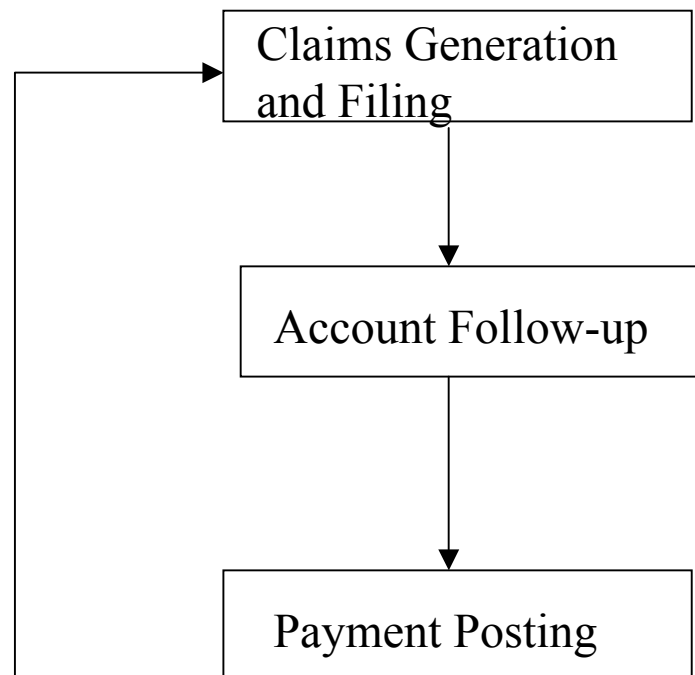 Claims Generation
and Filing
Account Follow-up
Payment Posting